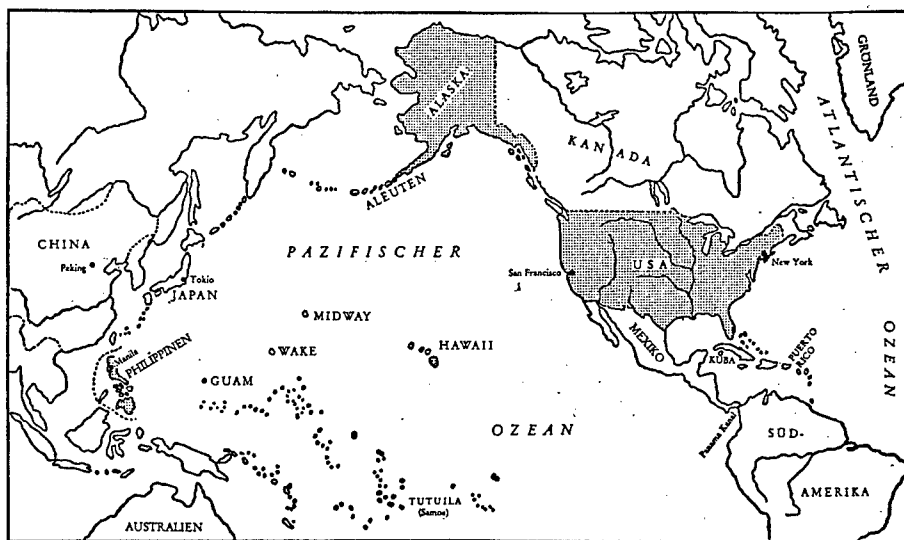 GRÖNLAND
ALASKA
ATLANTISCHER
OZEAN
KANADA
ALEUTEN
CHINA
Peking
PAZIFISCHER
USA
New York
San Francisco
Tokio
JAPAN
MIDWAY
MEXIKO
HAWAII
WAKE
KUBA
PUERTO
RICO
Manila
PHILIPPINEN
GUAM
OZEAN
Panama Kanal
SÜD-
AMERIKA
TUTUILA
(Samoa)
AUSTRALIEN